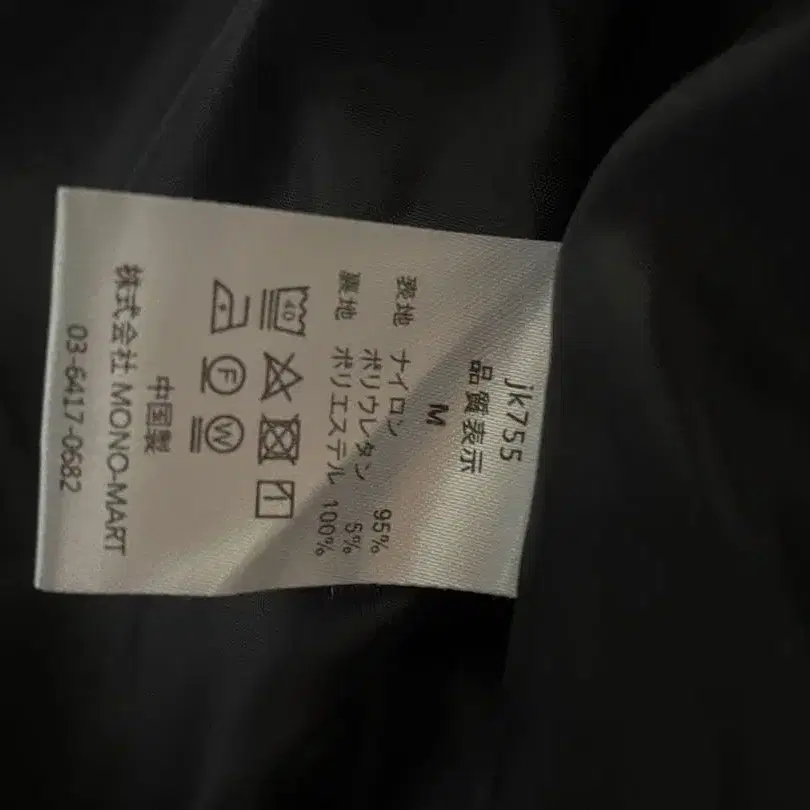 jk755
品質表示
M
表地 ナイロン 95%
ポリウレタン 5%
裏地 ポリエステル 100%
40
F W
中国製
株式会社 MONO-MART
03-6417-0682